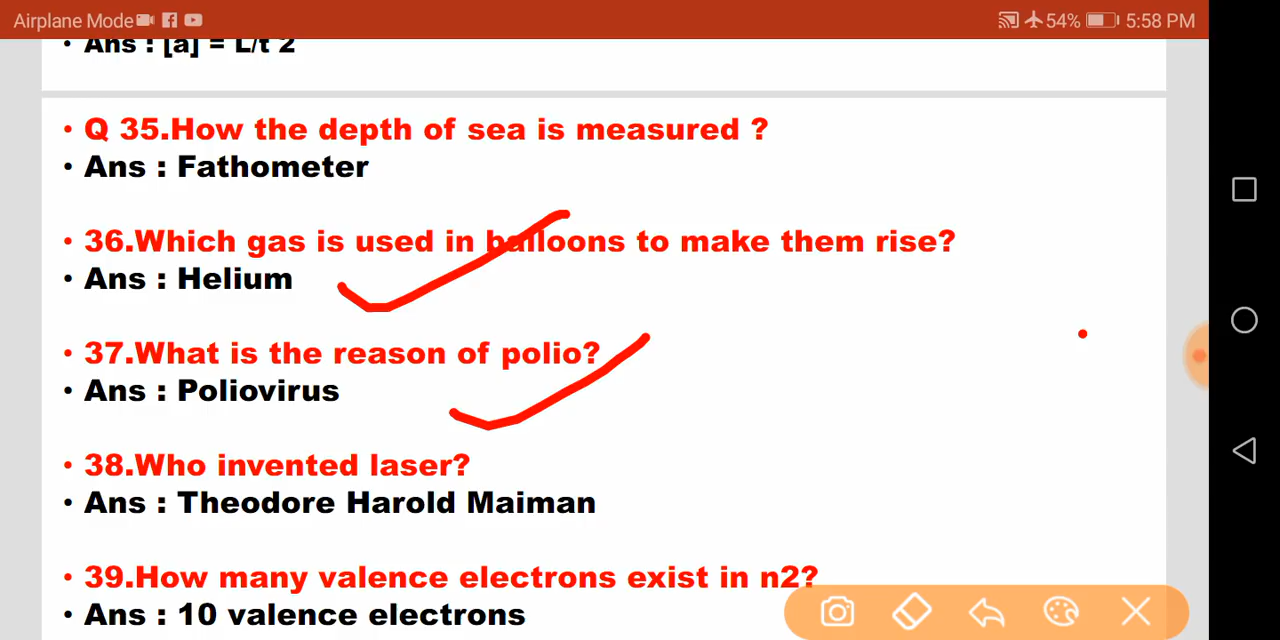 Airplane Mode 54% 5:58 PM
• Ans : [a] = L/t 2
• Q 35.How the depth of sea is measured ?
• Ans : Fathometer
• 36.Which gas is used in balloons to make them rise?
• Ans : Helium
• 37.What is the reason of polio?
• Ans : Poliovirus
• 38.Who invented laser?
• Ans : Theodore Harold Maiman
• 39.How many valence electrons exist in n2?
• Ans : 10 valence electrons